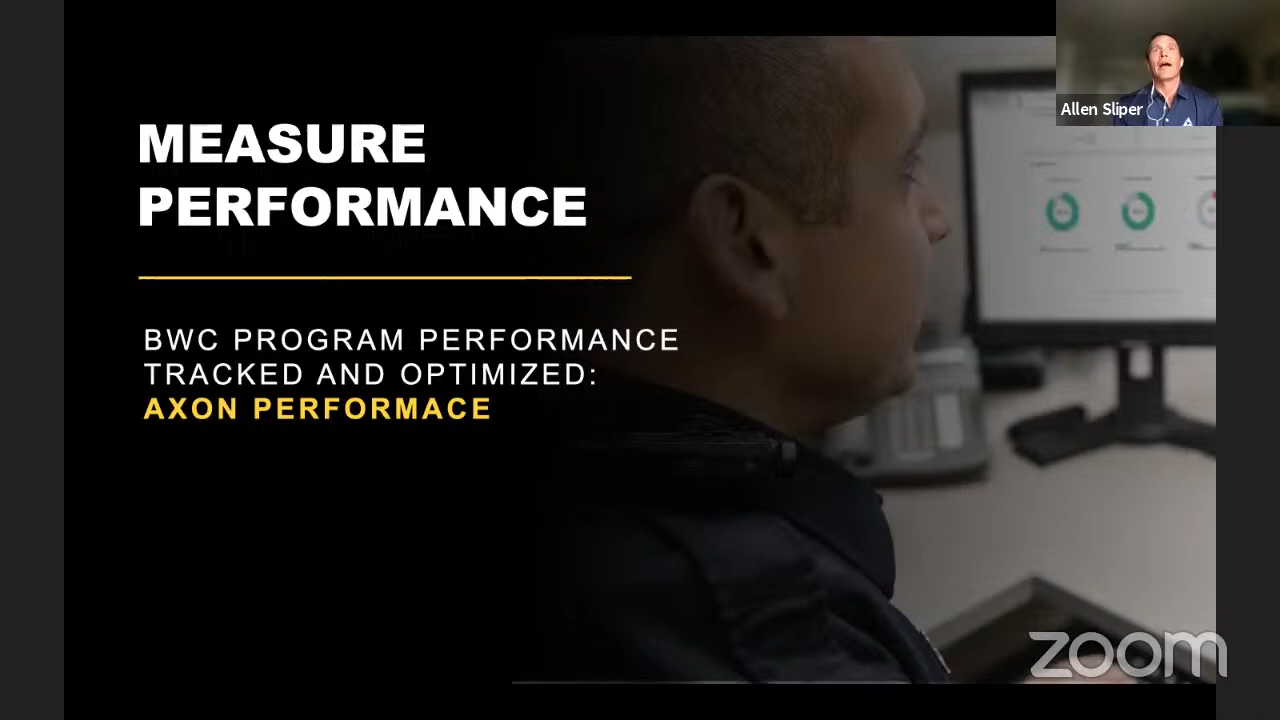 Allen Sliper
MEASURE
PERFORMANCE
BWC PROGRAM PERFORMANCE
TRACKED AND OPTIMIZED:
AXON PERFORMACE
zoom